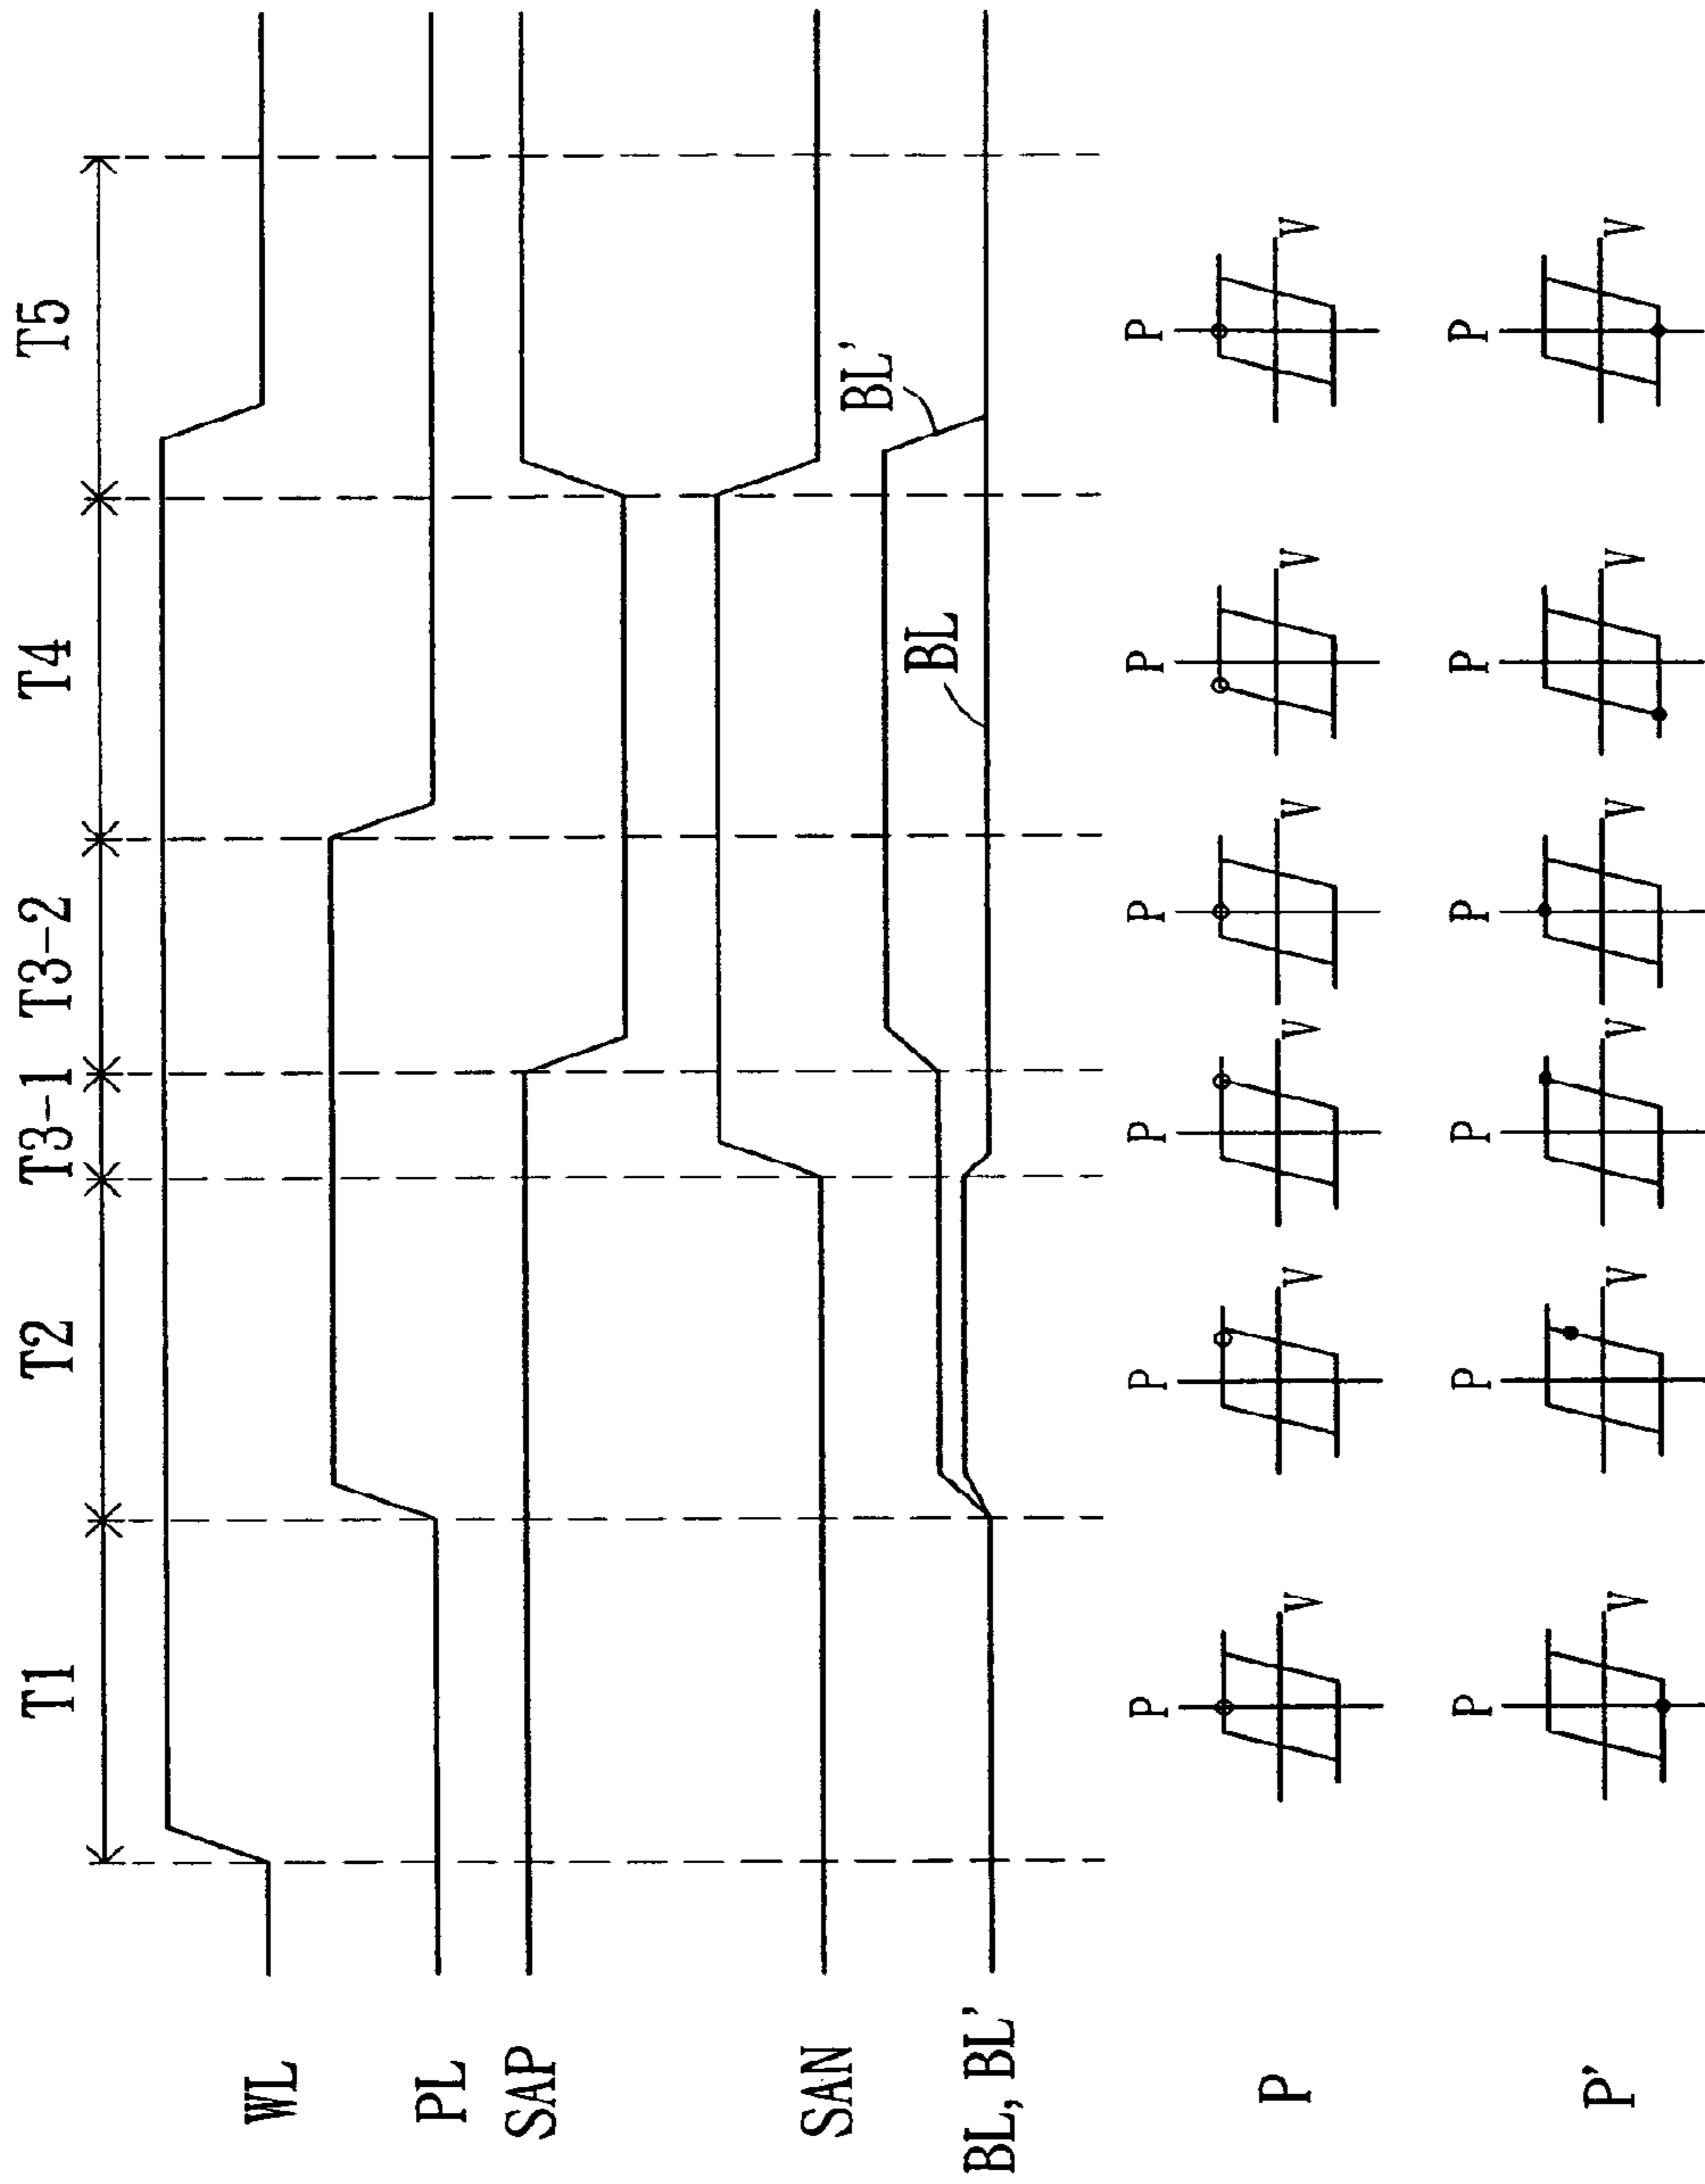 T1 T2 T3-1 T3-2 T4 T5
WL
PL
SAP
SAN
BL, BL'
BL
BL'
P
P P P P P P P
V V V V V V V
P'
P P P P P P P
V V V V V V V